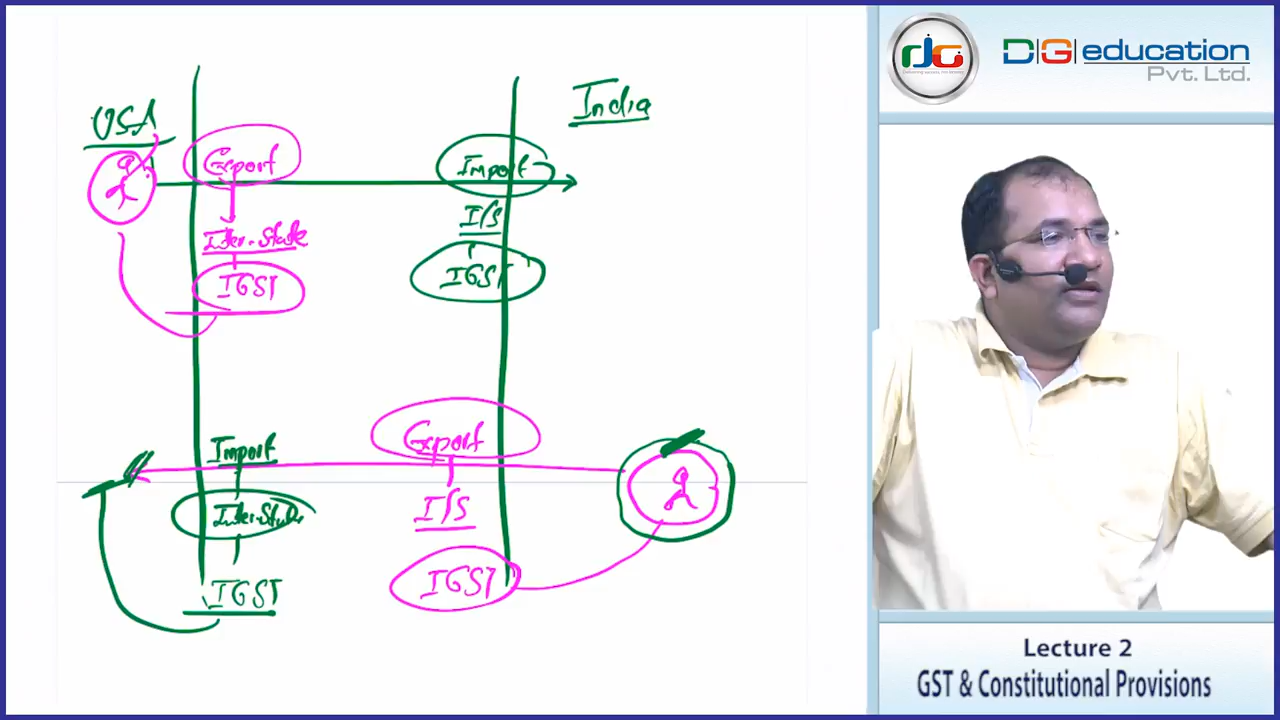 USA
India
Export
Import
Inter-State
I/S
IGST
IGST
Import
Export
Inter-State
I/S
IGST
IGST
DG education
Pvt. Ltd.
Lecture 2
GST & Constitutional Provisions